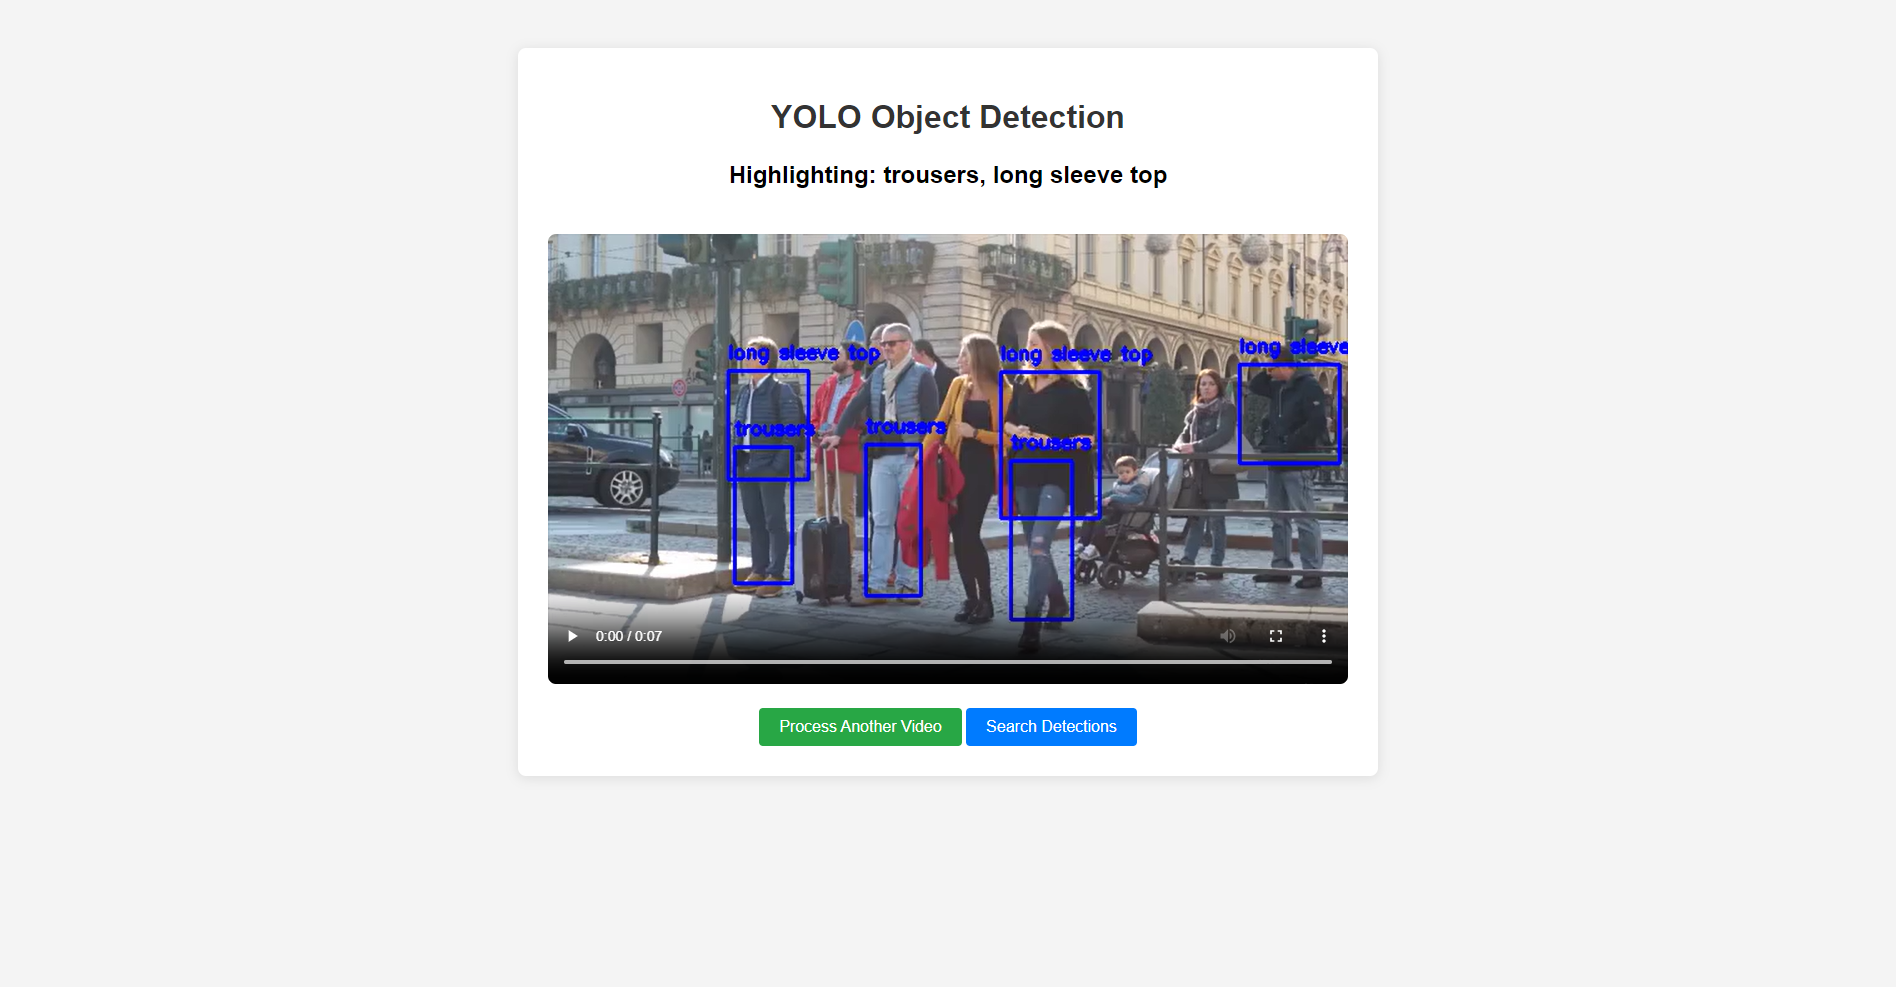 YOLO Object Detection
Highlighting: trousers, long sleeve top
long sleeve top
long sleeve top
long sleeve
trousers
trousers
trousers
0:00 / 0:07
Process Another Video
Search Detections